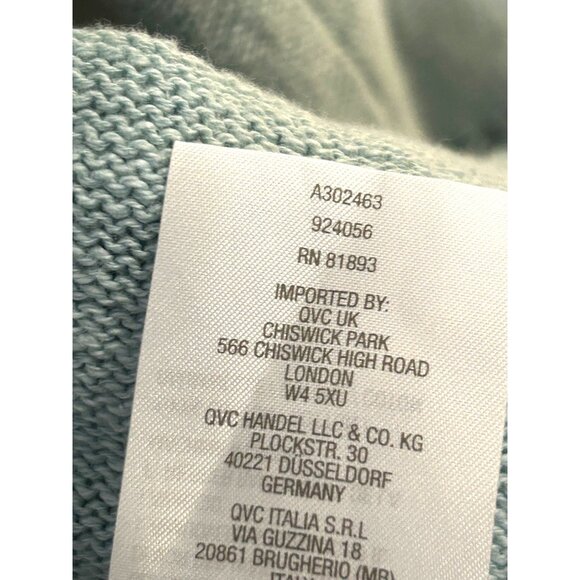 A302463
924056
RN 81893
IMPORTED BY:
QVC UK
CHISWICK PARK
566 CHISWICK HIGH ROAD
LONDON
W4 5XU
QVC HANDEL LLC & CO. KG
PLOCKSTR. 30
40221 DÜSSELDORF
GERMANY
QVC ITALIA S.R.L
VIA GUZZINA 18
20861 BRUGHERIO (MB)